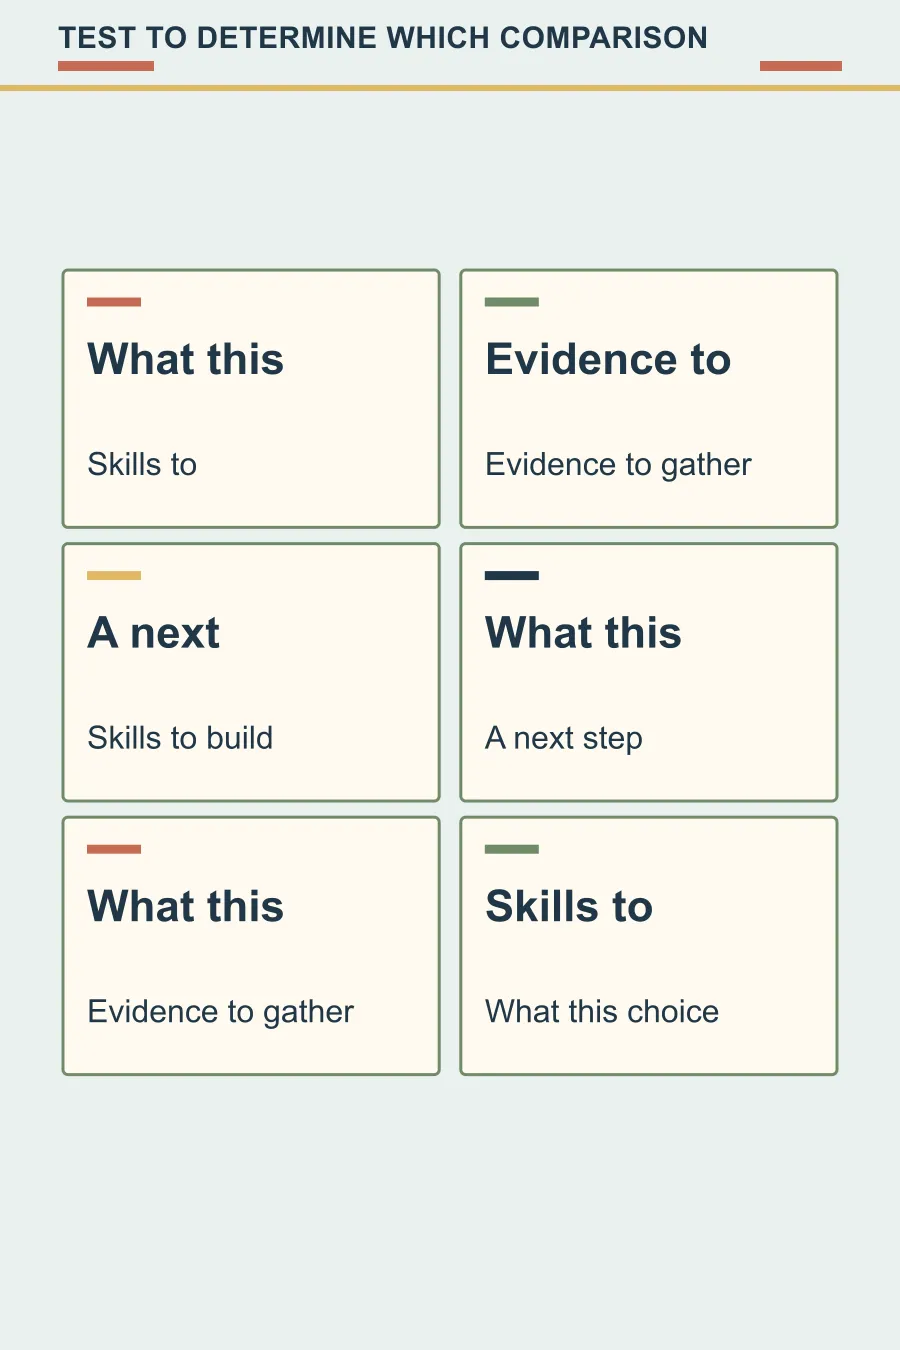 TEST TO DETERMINE WHICH COMPARISON
What this
Skills to
Evidence to
Evidence to gather
A next
Skills to build
What this
A next step
What this
Evidence to gather
Skills to
What this choice